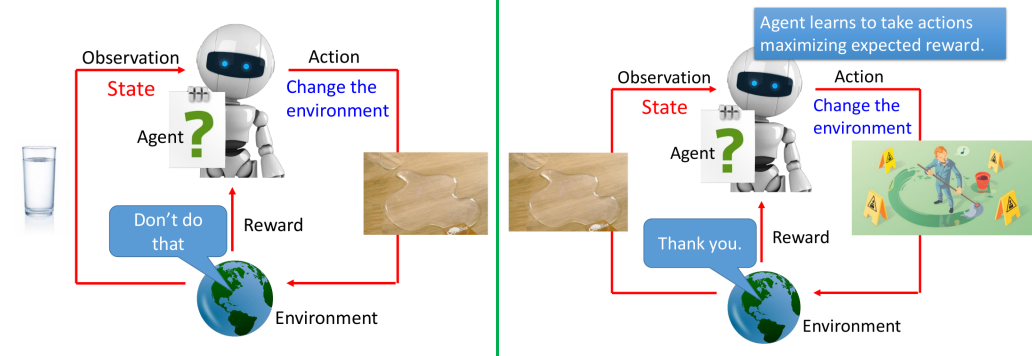 Observation
Action
State
Change the
environment
Agent
?
Don't do
that
Reward
Environment
Agent learns to take actions
maximizing expected reward.
Observation
Action
State
Change the
environment
Agent
?
Thank you.
Reward
Environment